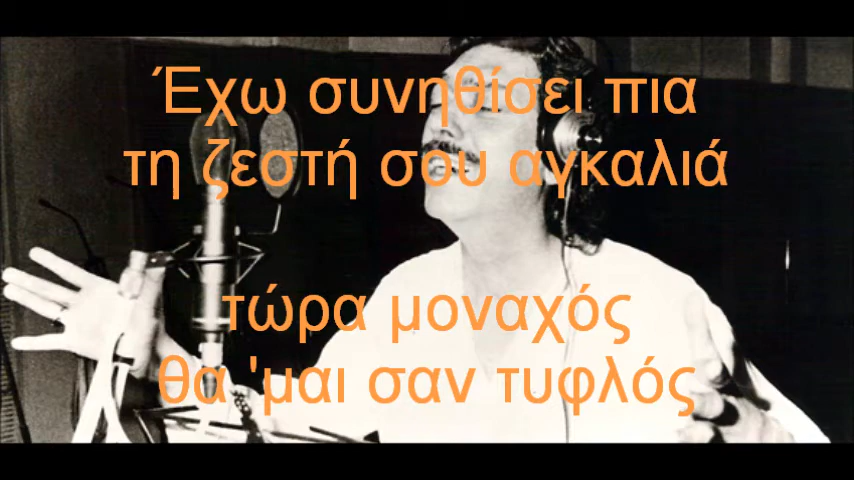 Έχω συνηθίσει πια
τη ζεστή σου αγκαλιά
τώρα μοναχός
θα 'μαι σαν τυφλός